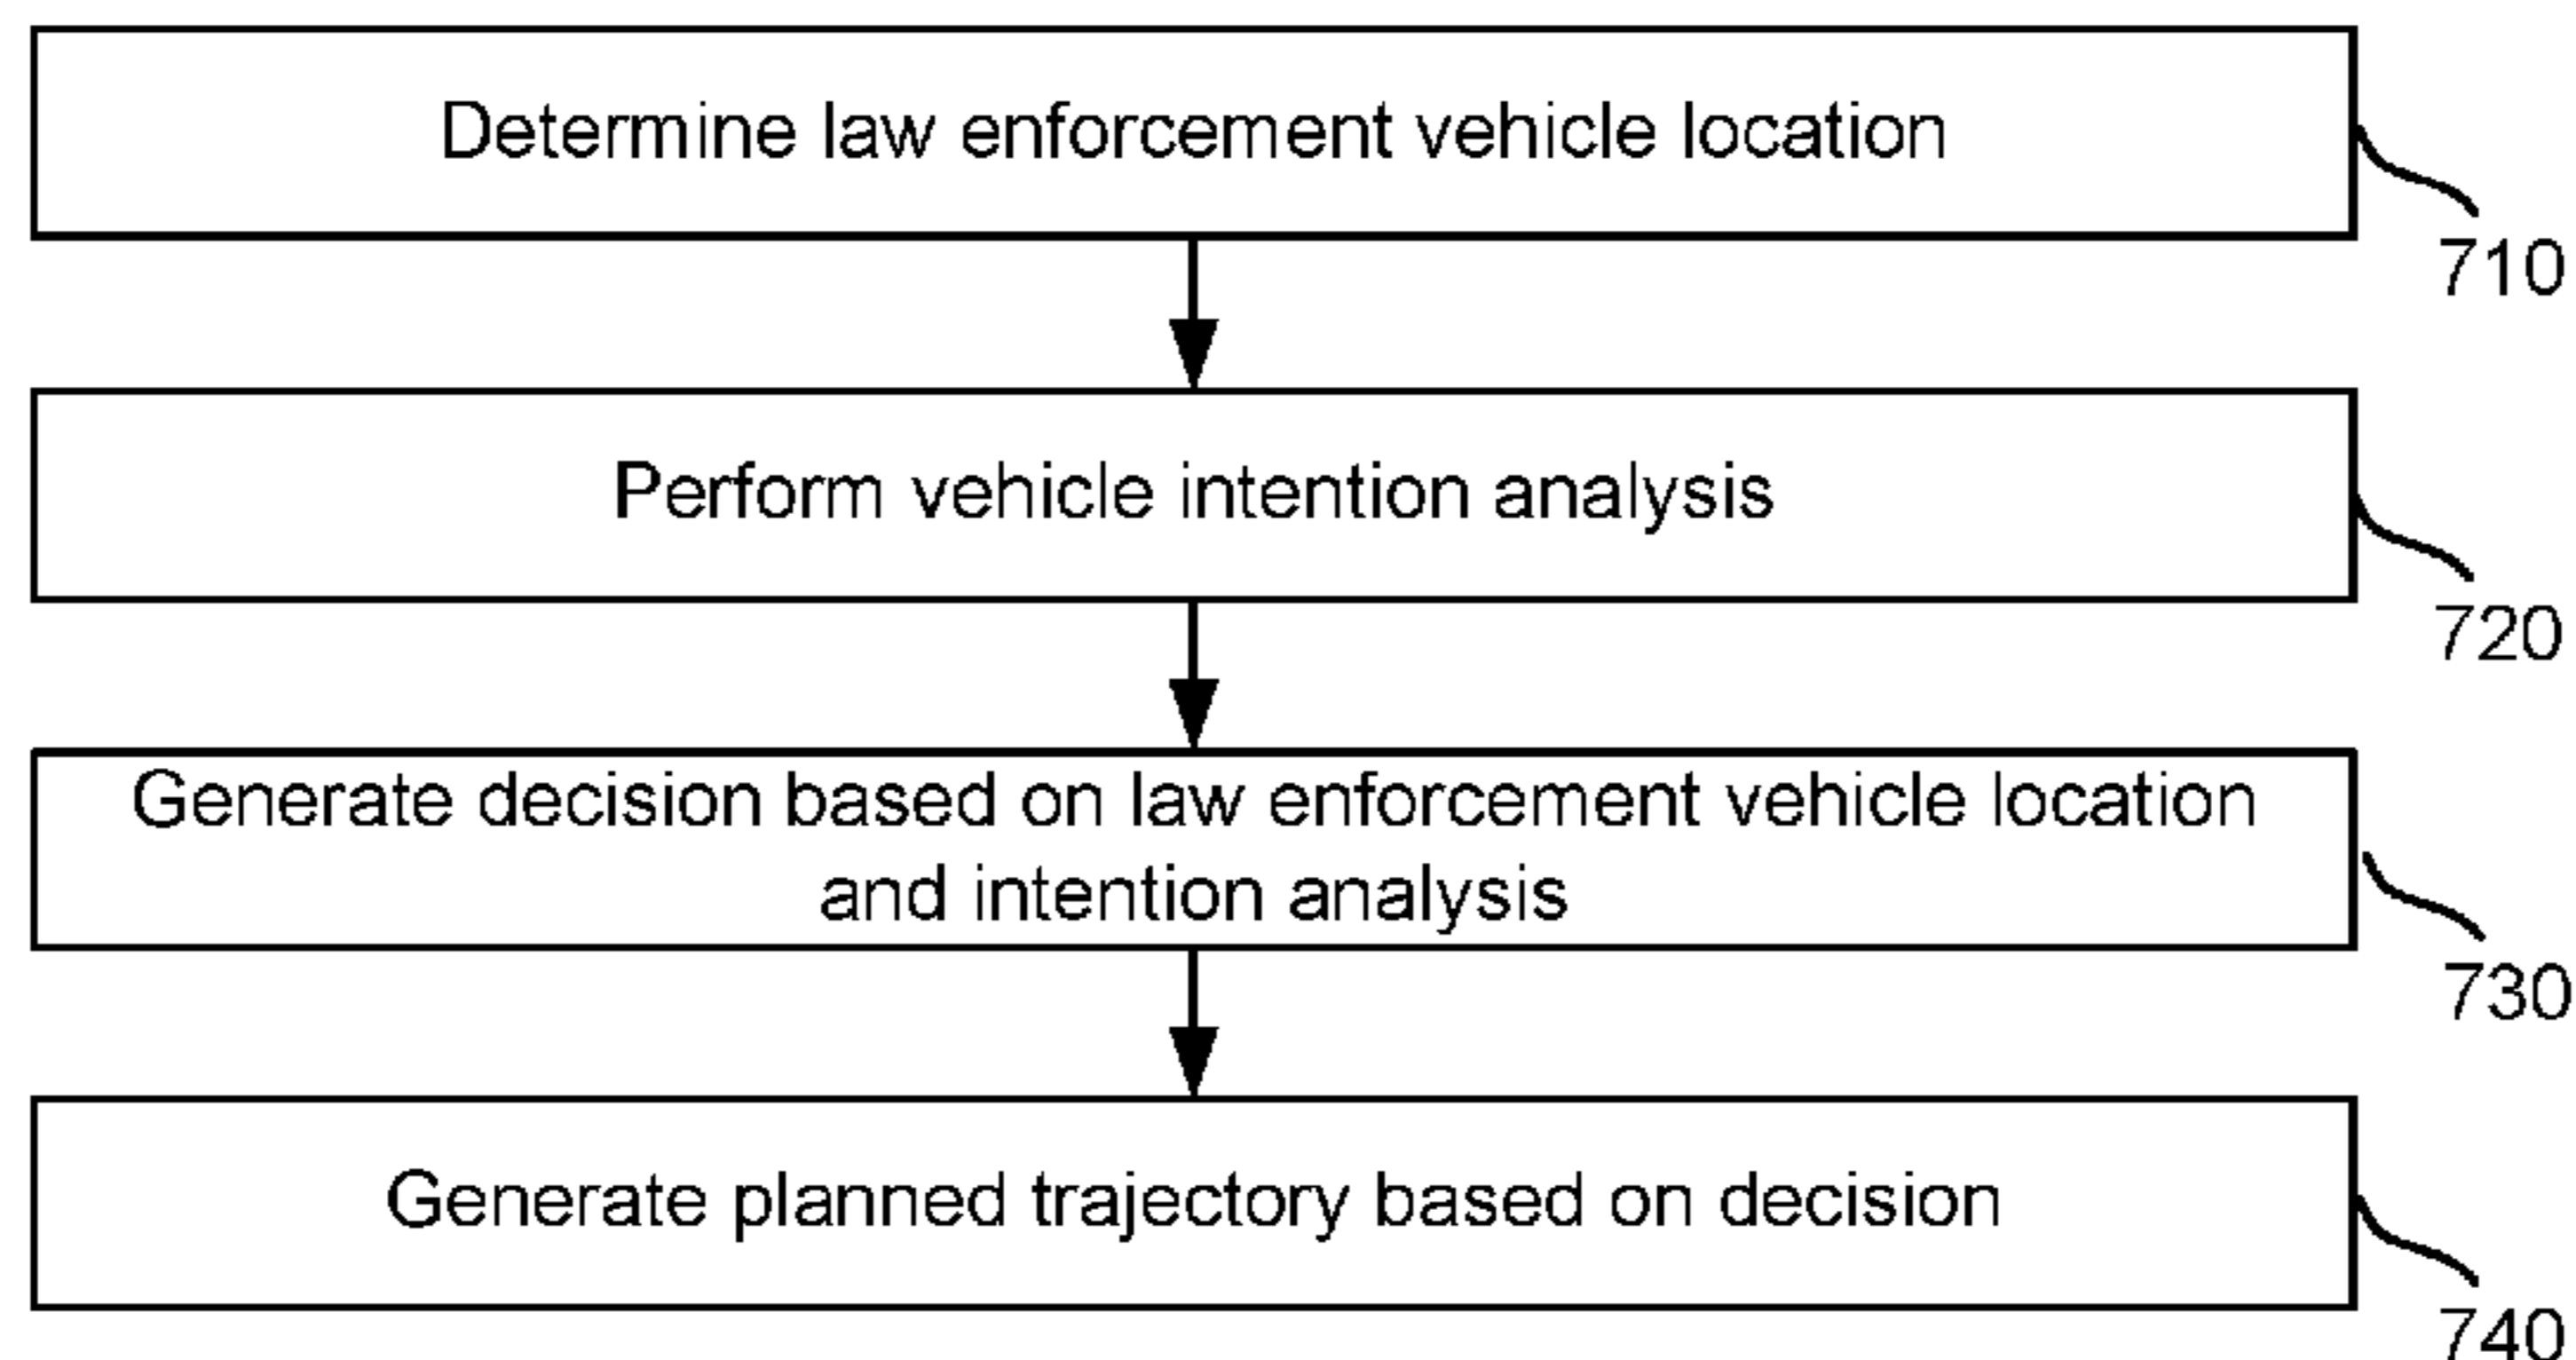 Determine law enforcement vehicle location
710
Perform vehicle intention analysis
720
Generate decision based on law enforcement vehicle location
and intention analysis
730
Generate planned trajectory based on decision
740